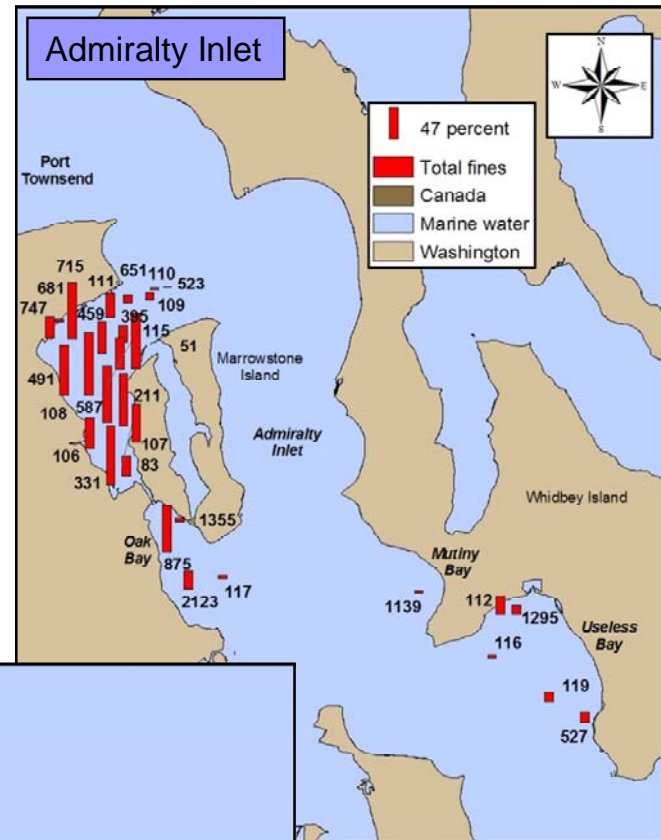 Admiralty Inlet
N
W
E
S
47 percent
Total fines
Canada
Marine water
Washington
Port
Townsend
715
681
111
651
110
523
747
459
395
109
115
51
Marrowstone
Island
491
211
108
587
Admiralty
Inlet
107
106
83
331
Whidbey Island
1355
Oak
Bay
875
Mutiny
Bay
2123
117
1139
112
1295
Useless
Bay
116
119
527